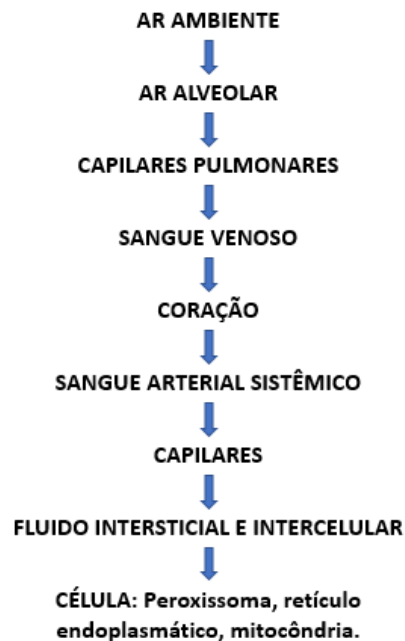 AR AMBIENTE
AR ALVEOLAR
CAPILARES PULMONARES
SANGUE VENOSO
CORAÇÃO
SANGUE ARTERIAL SISTÊMICO
CAPILARES
FLUIDO INTERSTICIAL E INTERCELULAR
CÉLULA: Peroxissoma, retículo
endoplasmático, mitocôndria.